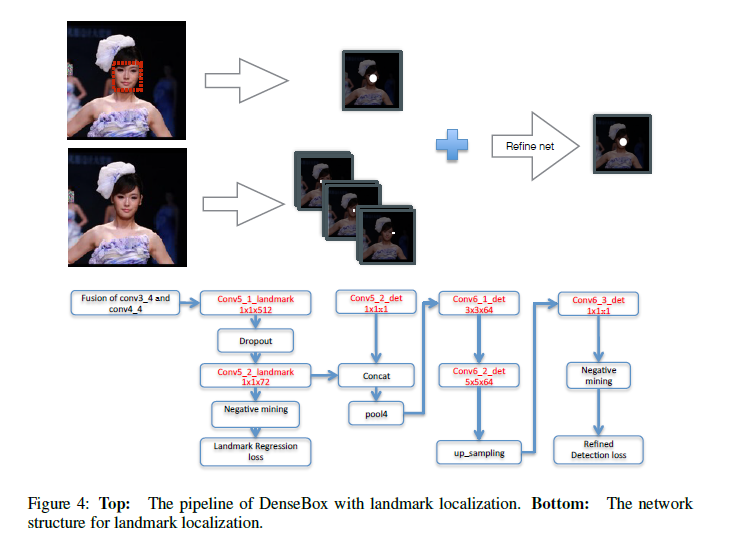 Refine net
Fusion of conv3_4 and
conv4_4
Conv5_1_landmark
1x1x512
Dropout
Conv5_2_landmark
1x1x72
Negative mining
Landmark Regression
loss
Conv5_2_det
1x1x1
Concat
pool4
Conv6_1_det
3x3x64
Conv6_2_det
5x5x64
up_sampling
Conv6_3_det
1x1x1
Negative
mining
Refined
Detection loss
Figure 4: Top: The pipeline of DenseBox with landmark localization. Bottom: The network
structure for landmark localization.